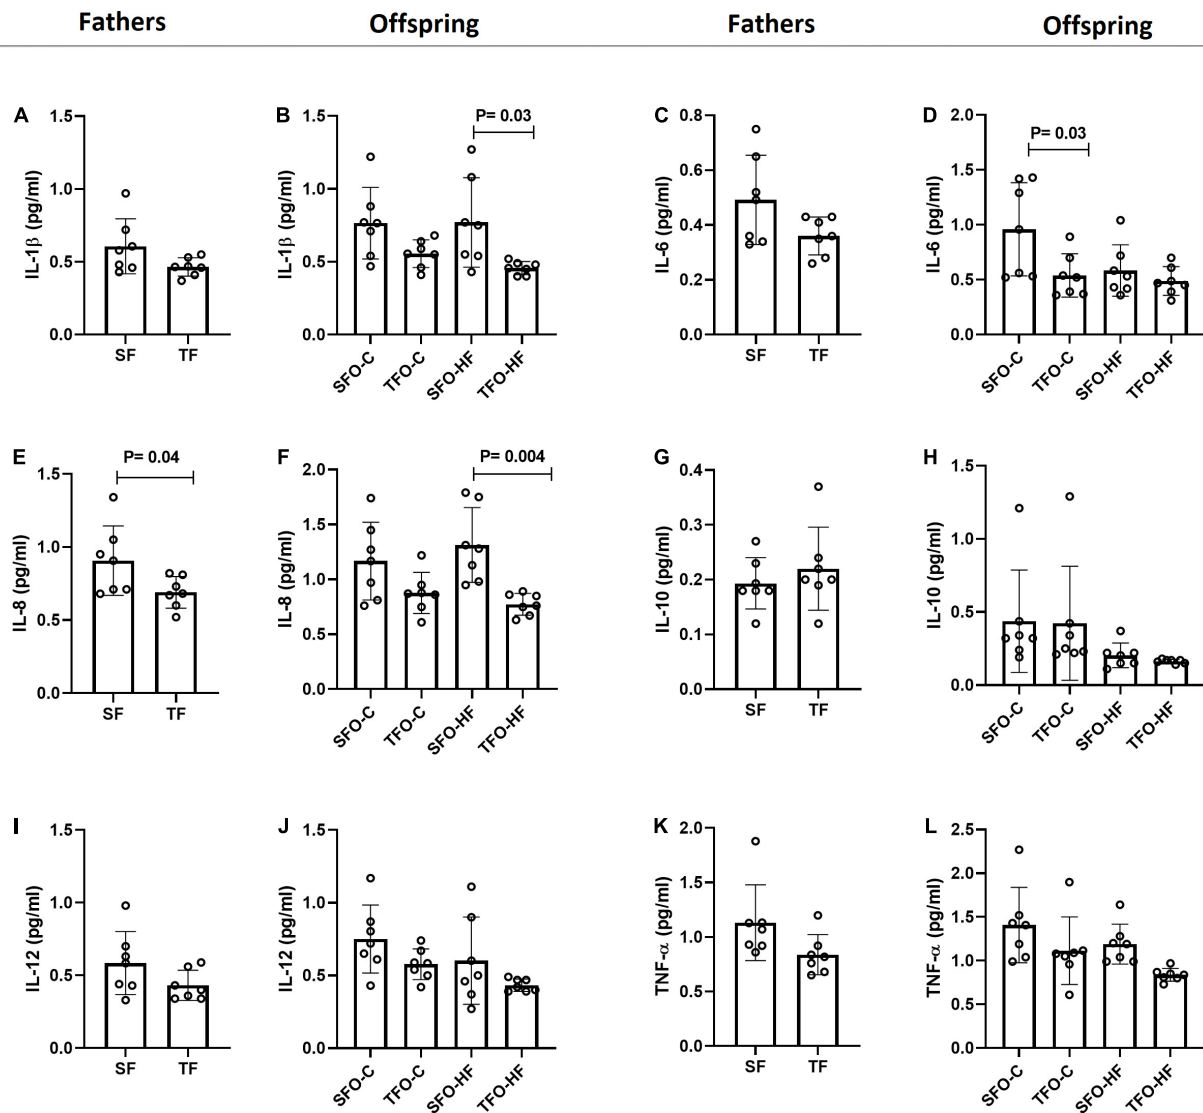 Fathers Offspring Fathers Offspring
A B C D
P= 0.03
P= 0.03
IL-1β (pg/ml)
1.5
1.0
0.5
0.0
SF TF
IL-1β (pg/ml)
1.5
1.0
0.5
0.0
SFO-C TFO-C SFO-HF TFO-HF
IL-6 (pg/ml)
0.8
0.6
0.4
0.2
0.0
SF TF
IL-6 (pg/ml)
2.0
1.5
1.0
0.5
0.0
SFO-C TFO-C SFO-HF TFO-HF
E F G H
P= 0.04
P= 0.004
IL-8 (pg/ml)
1.5
1.0
0.5
0.0
SF TF
IL-8 (pg/ml)
2.0
1.5
1.0
0.5
0.0
SFO-C TFO-C SFO-HF TFO-HF
IL-10 (pg/ml)
0.4
0.3
0.2
0.1
0.0
SF TF
IL-10 (pg/ml)
1.5
1.0
0.5
0.0
SFO-C TFO-C SFO-HF TFO-HF
I J K L
IL-12 (pg/ml)
1.5
1.0
0.5
0.0
SF TF
IL-12 (pg/ml)
1.5
1.0
0.5
0.0
SFO-C TFO-C SFO-HF TFO-HF
TNF-α (pg/ml)
2.0
1.5
1.0
0.5
0.0
SF TF
TNF-α (pg/ml)
2.5
2.0
1.5
1.0
0.5
0.0
SFO-C TFO-C SFO-HF TFO-HF